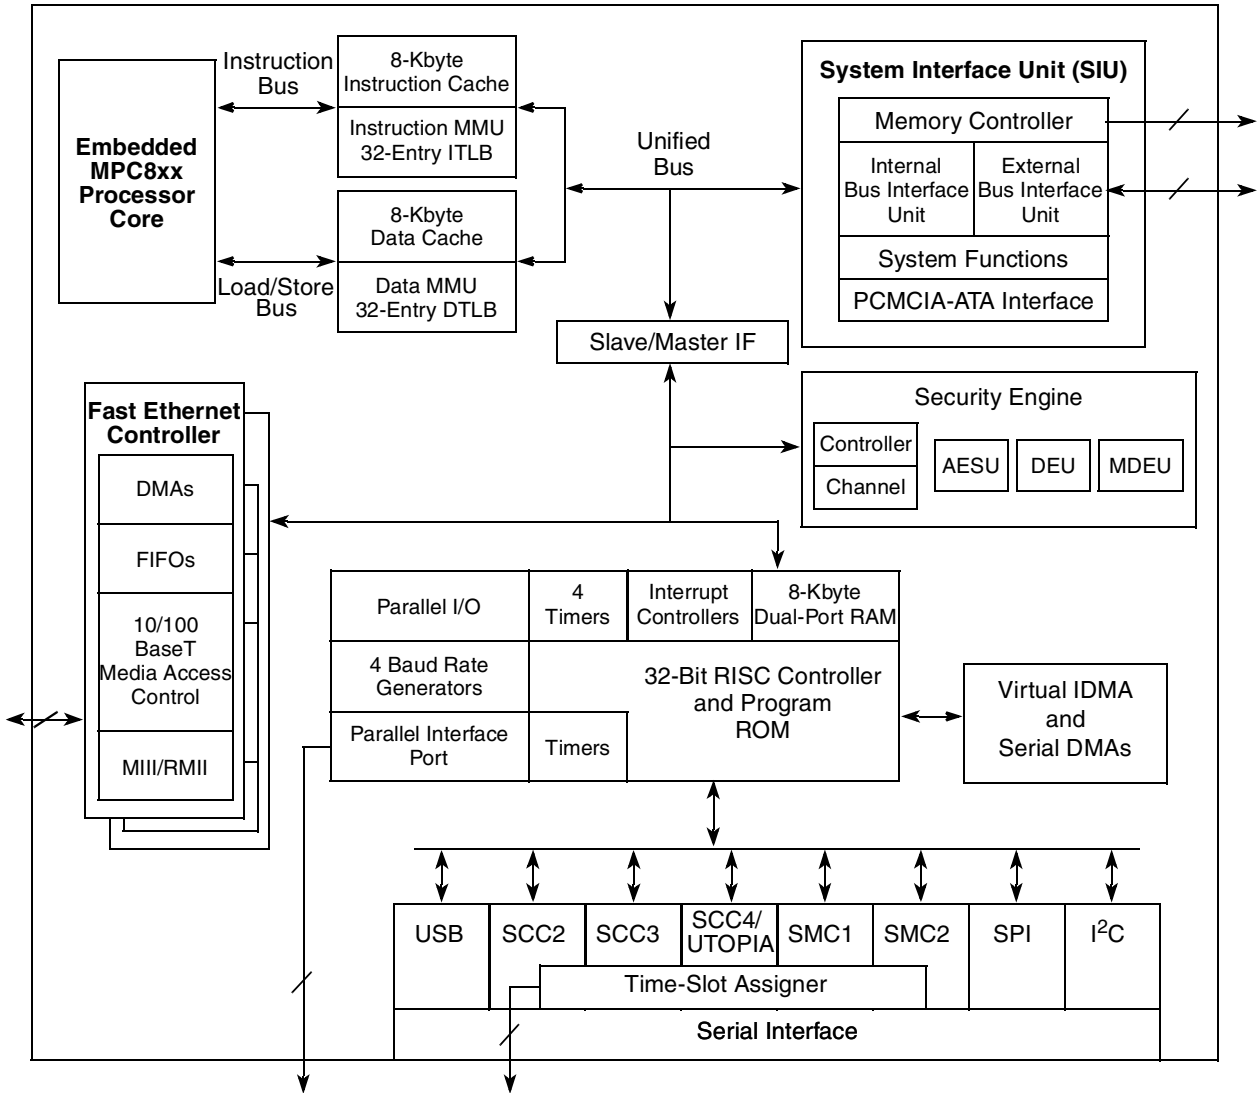 Embedded
MPC8xx
Processor
Core
Instruction
Bus
Load/Store
Bus
8-Kbyte
Instruction Cache
Instruction MMU
32-Entry ITLB
8-Kbyte
Data Cache
Data MMU
32-Entry DTLB
Unified
Bus
System Interface Unit (SIU)
Memory Controller
Internal
Bus Interface
Unit
External
Bus Interface
Unit
System Functions
PCMCIA-ATA Interface
Slave/Master IF
Security Engine
Controller
Channel
AESU
DEU
MDEU
Fast Ethernet
Controller
DMAs
FIFOs
10/100
BaseT
Media Access
Control
MIII/RMII
Parallel I/O
4
Timers
Interrupt
Controllers
8-Kbyte
Dual-Port RAM
4 Baud Rate
Generators
32-Bit RISC Controller
and Program
ROM
Parallel Interface
Port
Timers
Virtual IDMA
and
Serial DMAs
USB
SCC2
SCC3
SCC4/
UTOPIA
SMC1
SMC2
SPI
I²C
Time-Slot Assigner
Serial Interface